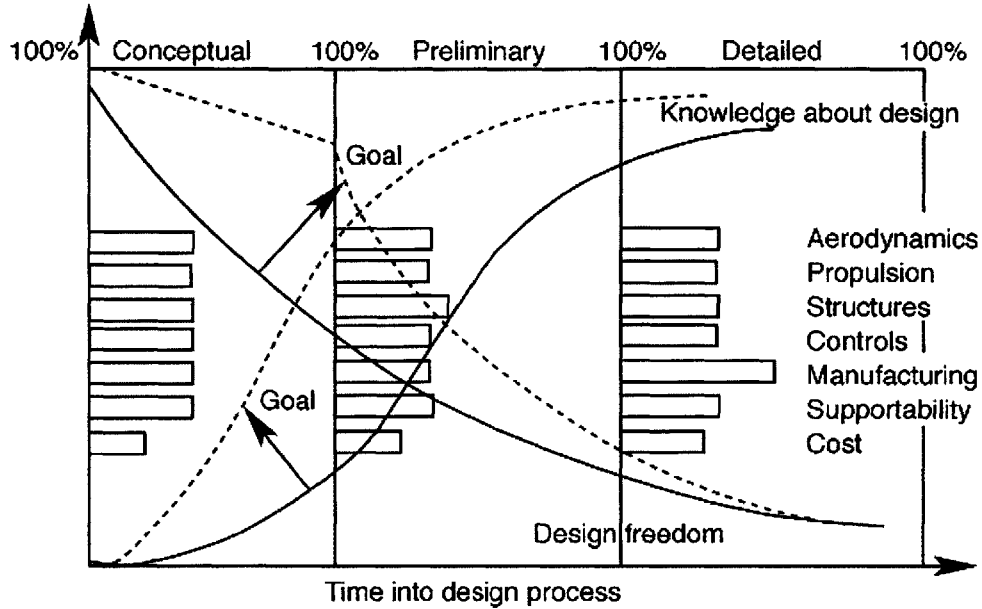 100% Conceptual 100% Preliminary 100% Detailed 100%
Knowledge about design
Goal
Aerodynamics
Propulsion
Structures
Controls
Manufacturing
Goal
Supportability
Cost
Design freedom
Time into design process